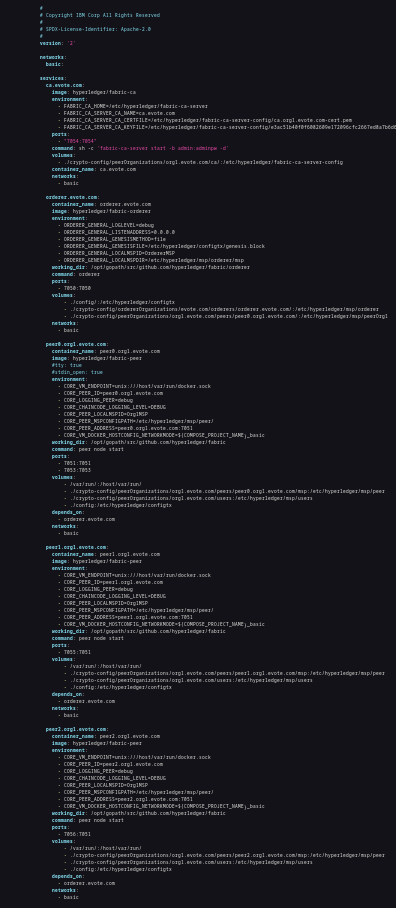 #
# Copyright IBM Corp All Rights Reserved
#
# SPDX-License-Identifier: Apache-2.0
#
version: '2'
networks:
basic:
services:
ca.evote.com:
image: hyperledger/fabric-ca
environment:
- FABRIC_CA_HOME=/etc/hyperledger/fabric-ca-server
- FABRIC_CA_SERVER_CA_NAME=ca.evote.com
- FABRIC_CA_SERVER_CA_CERTFILE=/etc/hyperledger/fabric-ca-server-config/ca.org1.evote.com-cert.pem
- FABRIC_CA_SERVER_CA_KEYFILE=/etc/hyperledger/fabric-ca-server-config/
ports:
- "7054:7054"
command: sh -c 'fabric-ca-server start -b admin:adminpw -d'
volumes:
- ./crypto-config/peerOrganizations/org1.evote.com/ca/:/etc/hyperledger/fabric-ca-server-config
container_name: ca.evote.com
networks:
- basic
orderer.evote.com:
container_name: orderer.evote.com
image: hyperledger/fabric-orderer
environment:
- ORDERER_GENERAL_LOGLEVEL=debug
- ORDERER_GENERAL_LISTENADDRESS=0.0.0.0
- ORDERER_GENERAL_GENESISMETHOD=file
- ORDERER_GENERAL_GENESISFILE=/etc/hyperledger/configtx/genesis.block
- ORDERER_GENERAL_LOCALMSPID=OrdererMSP
- ORDERER_GENERAL_LOCALMSPDIR=/etc/hyperledger/msp/orderer/msp
working_dir: /opt/gopath/src/github.com/hyperledger/fabric/orderer
command: orderer
ports:
- 7050:7050
volumes:
- ./config/:/etc/hyperledger/configtx
- ./crypto-config/ordererOrganizations/evote.com/orderers/orderer.evote.com/:/etc/hyperledger/msp/orderer
- ./crypto-config/peerOrganizations/org1.evote.com/peers/peer0.org1.evote.com/:/etc/hyperledger/msp/peerOrg1
networks:
- basic
peer0.org1.evote.com:
container_name: peer0.org1.evote.com
image: hyperledger/fabric-peer
#tty: true
#stdin_open: true
environment:
- CORE_VM_ENDPOINT=unix:///host/var/run/docker.sock
- CORE_PEER_ID=peer0.org1.evote.com
- CORE_LOGGING_PEER=debug
- CORE_CHAINCODE_LOGGING_LEVEL=DEBUG
- CORE_PEER_LOCALMSPID=Org1MSP
- CORE_PEER_MSPCONFIGPATH=/etc/hyperledger/msp/peer/
- CORE_PEER_ADDRESS=peer0.org1.evote.com:7051
- CORE_VM_DOCKER_HOSTCONFIG_NETWORKMODE=${COMPOSE_PROJECT_NAME}_basic
working_dir: /opt/gopath/src/github.com/hyperledger/fabric
command: peer node start
ports:
- 7051:7051
- 7053:7053
volumes:
- /var/run/:/host/var/run/
- ./crypto-config/peerOrganizations/org1.evote.com/peers/peer0.org1.evote.com/msp:/etc/hyperledger/msp/peer
- ./crypto-config/peerOrganizations/org1.evote.com/users:/etc/hyperledger/msp/users
- ./config:/etc/hyperledger/configtx
depends_on:
- orderer.evote.com
networks:
- basic
peer1.org1.evote.com:
container_name: peer1.org1.evote.com
image: hyperledger/fabric-peer
environment:
- CORE_VM_ENDPOINT=unix:///host/var/run/docker.sock
- CORE_PEER_ID=peer1.org1.evote.com
- CORE_LOGGING_PEER=debug
- CORE_CHAINCODE_LOGGING_LEVEL=DEBUG
- CORE_PEER_LOCALMSPID=Org1MSP
- CORE_PEER_MSPCONFIGPATH=/etc/hyperledger/msp/peer/
- CORE_PEER_ADDRESS=peer1.org1.evote.com:7051
- CORE_VM_DOCKER_HOSTCONFIG_NETWORKMODE=${COMPOSE_PROJECT_NAME}_basic
working_dir: /opt/gopath/src/github.com/hyperledger/fabric
command: peer node start
ports:
- 7055:7051
volumes:
- /var/run/:/host/var/run/
- ./crypto-config/peerOrganizations/org1.evote.com/peers/peer1.org1.evote.com/msp:/etc/hyperledger/msp/peer
- ./crypto-config/peerOrganizations/org1.evote.com/users:/etc/hyperledger/msp/users
- ./config:/etc/hyperledger/configtx
depends_on:
- orderer.evote.com
networks:
- basic
peer2.org1.evote.com:
container_name: peer2.org1.evote.com
image: hyperledger/fabric-peer
environment:
- CORE_VM_ENDPOINT=unix:///host/var/run/docker.sock
- CORE_PEER_ID=peer2.org1.evote.com
- CORE_LOGGING_PEER=debug
- CORE_CHAINCODE_LOGGING_LEVEL=DEBUG
- CORE_PEER_LOCALMSPID=Org1MSP
- CORE_PEER_MSPCONFIGPATH=/etc/hyperledger/msp/peer/
- CORE_PEER_ADDRESS=peer2.org1.evote.com:7051
- CORE_VM_DOCKER_HOSTCONFIG_NETWORKMODE=${COMPOSE_PROJECT_NAME}_basic
working_dir: /opt/gopath/src/github.com/hyperledger/fabric
command: peer node start
ports:
- 7056:7051
volumes:
- /var/run/:/host/var/run/
- ./crypto-config/peerOrganizations/org1.evote.com/peers/peer2.org1.evote.com/msp:/etc/hyperledger/msp/peer
- ./crypto-config/peerOrganizations/org1.evote.com/users:/etc/hyperledger/msp/users
- ./config:/etc/hyperledger/configtx
depends_on:
- orderer.evote.com
networks:
- basic